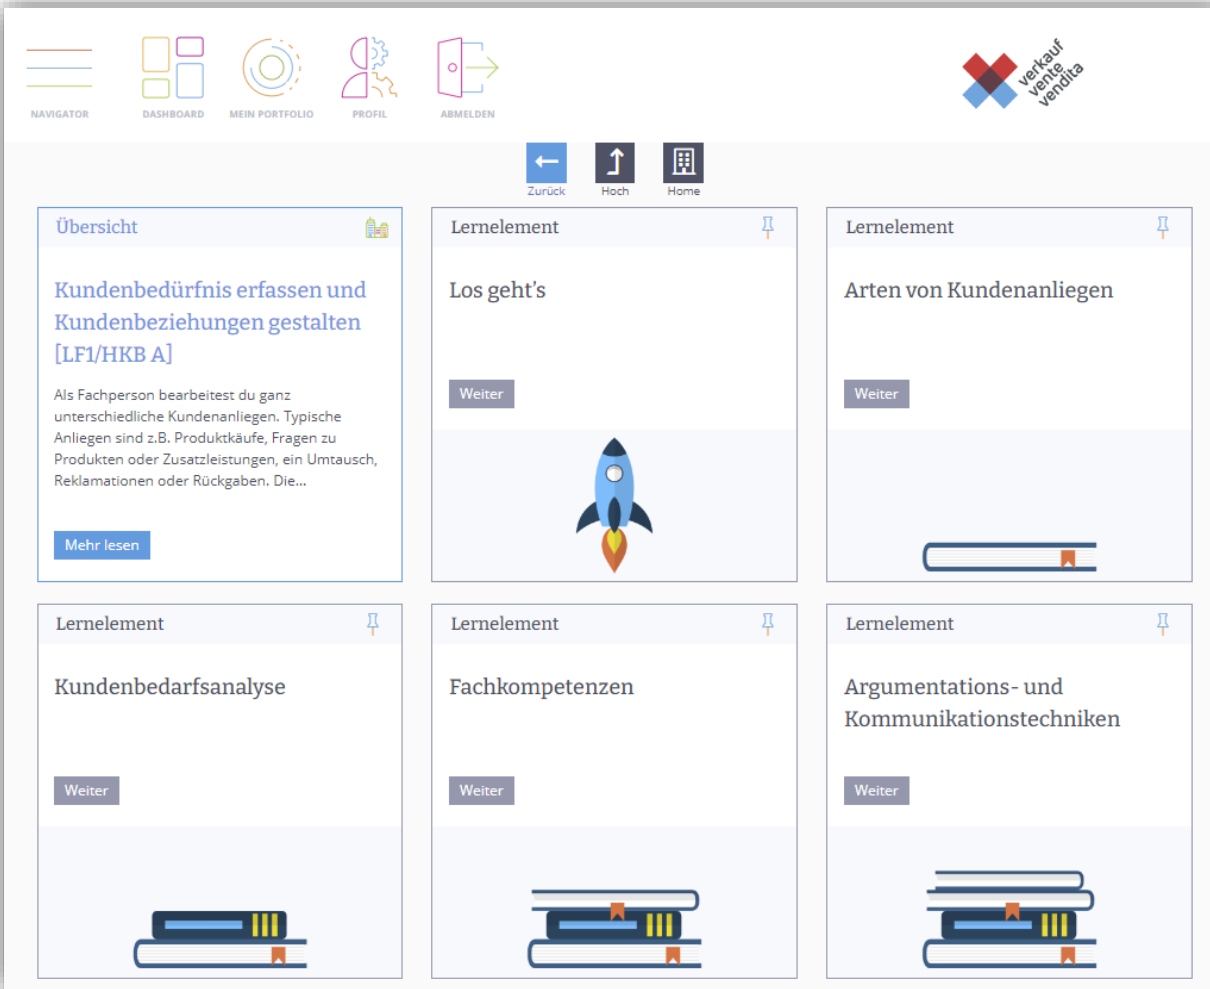 NAVIGATOR
DASHBOARD
MEIN PORTFOLIO
PROFIL
ABMELDEN
verkauf
vente
vendita
Zurück
Hoch
Home
Übersicht
Kundenbedürfnis erfassen und
Kundenbeziehungen gestalten
[LF1/HKB A]
Als Fachperson bearbeitest du ganz
unterschiedliche Kundenanliegen. Typische
Anliegen sind z.B. Produktkäufe, Fragen zu
Produkten oder Zusatzleistungen, ein Umtausch,
Reklamationen oder Rückgaben. Die...
Mehr lesen
Lernelement
Los geht's
Weiter
Lernelement
Arten von Kundenanliegen
Weiter
Lernelement
Kundenbedarfsanalyse
Weiter
Lernelement
Fachkompetenzen
Weiter
Lernelement
Argumentations- und
Kommunikationstechniken
Weiter